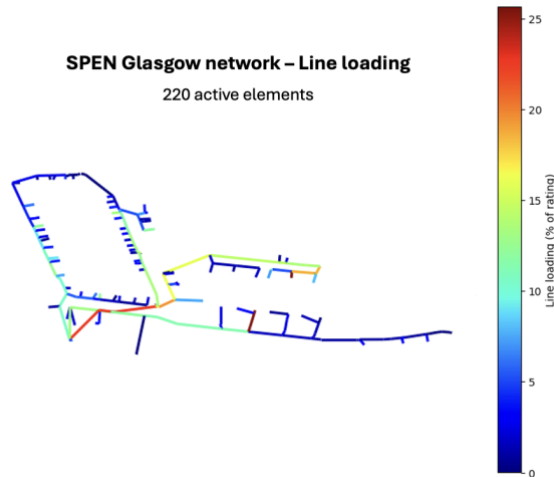 SPEN Glasgow network – Line loading
220 active elements
25
20
15
10
5
0
Line loading (% of rating)